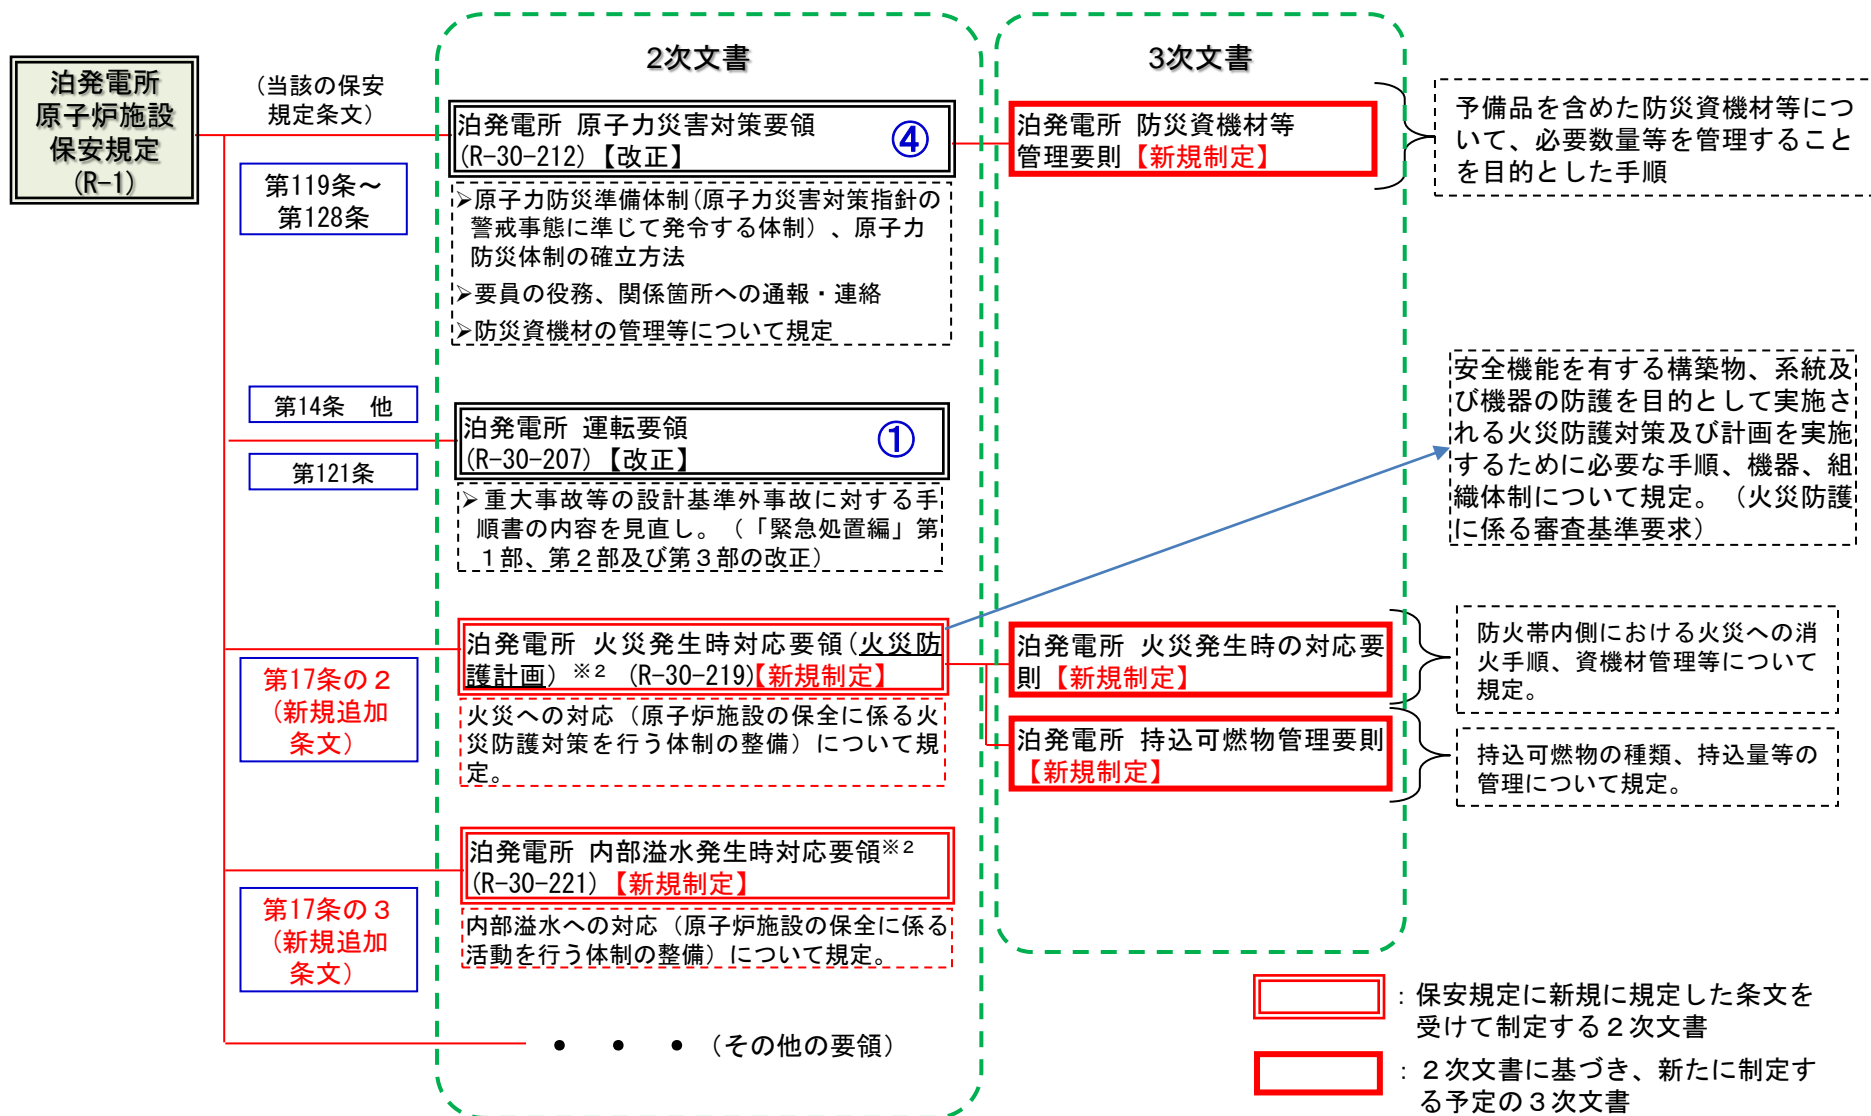 泊発電所
原子炉施設
保安規定
(R-1)
(当該の保安
規定条文)
2次文書
3次文書
泊発電所 原子力災害対策要領
(R-30-212)【改正】
④
第119条～
第128条
➢原子力防災準備体制(原子力災害対策指針の
警戒事態に準じて発令する体制)、原子力
防災体制の確立方法
➢要員の役務、関係箇所への通報・連絡
➢防災資機材の管理等について規定
泊発電所 防災資機材等
管理要則【新規制定】
予備品を含めた防災資機材等につ
いて、必要数量等を管理すること
を目的とした手順
第14条 他
第121条
泊発電所 運転要領
(R-30-207)【改正】
①
➢重大事故等の設計基準外事故に対する手
順書の内容を見直し。(「緊急処置編」第
1部、第2部及び第3部の改正)
安全機能を有する構築物、系統及
び機器の防護を目的として実施さ
れる火災防護対策及び計画を実施
するために必要な手順、機器、組
織体制について規定。(火災防護
に係る審査基準要求)
第17条の2
(新規追加
条文)
泊発電所 火災発生時対応要領(火災防
護計画)※2 (R-30-219)【新規制定】
火災への対応(原子炉施設の保全に係る火
災防護対策を行う体制の整備)について規
定。
泊発電所 火災発生時の対応要
則【新規制定】
防火帯内側における火災への消
火手順、資機材管理等について
規定。
泊発電所 持込可燃物管理要則
【新規制定】
持込可燃物の種類、持込量等の
管理について規定。
第17条の3
(新規追加
条文)
泊発電所 内部溢水発生時対応要領※2
(R-30-221)【新規制定】
内部溢水への対応(原子炉施設の保全に係る
活動を行う体制の整備)について規定。
・ ・ ・(その他の要領)
：保安規定に新規に規定した条文を
受けて制定する2次文書
：2次文書に基づき、新たに制定す
る予定の3次文書